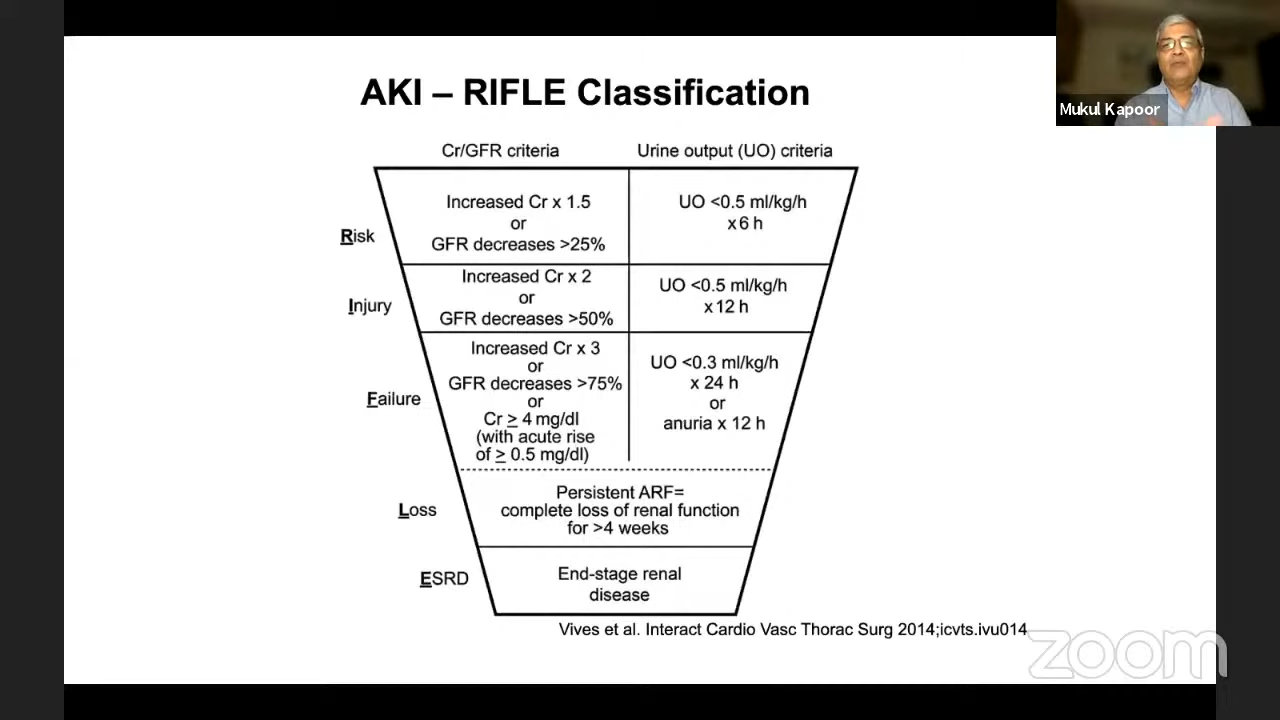 AKI – RIFLE Classification
Mukul Kapoor
Cr/GFR criteria
Urine output (UO) criteria
Risk
Increased Cr x 1.5
or
GFR decreases >25%
UO <0.5 ml/kg/h
x 6 h
Injury
Increased Cr x 2
or
GFR decreases >50%
UO <0.5 ml/kg/h
x 12 h
Failure
Increased Cr x 3
or
GFR decreases >75%
or
Cr ≥ 4 mg/dl
(with acute rise
of ≥ 0.5 mg/dl)
UO <0.3 ml/kg/h
x 24 h
or
anuria x 12 h
Loss
Persistent ARF=
complete loss of renal function
for >4 weeks
ESRD
End-stage renal
disease
Vives et al. Interact Cardio Vasc Thorac Surg 2014;icvts.ivu014
zoom